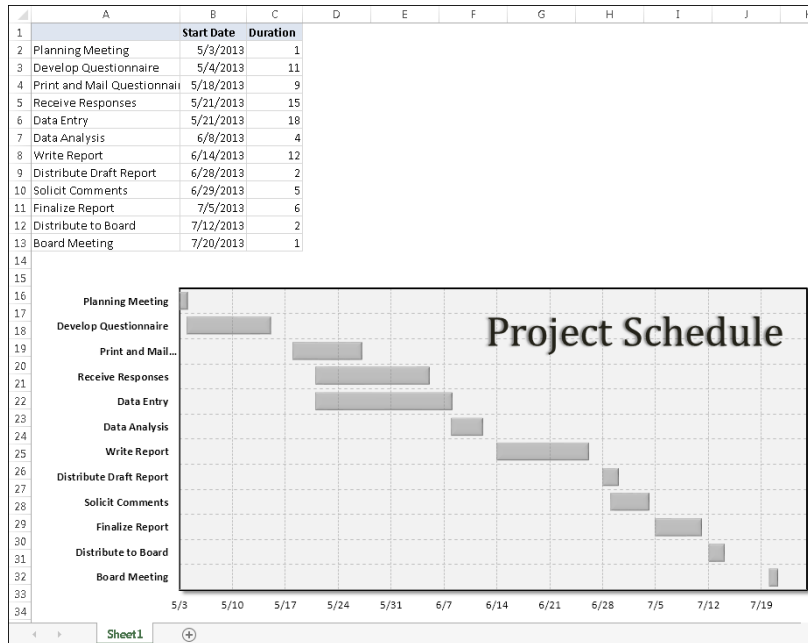 A B C D E F G H I J
1 Start Date Duration
2 Planning Meeting 5/3/2013 1
3 Develop Questionnaire 5/4/2013 11
4 Print and Mail Questionnai 5/18/2013 9
5 Receive Responses 5/21/2013 15
6 Data Entry 5/21/2013 18
7 Data Analysis 6/8/2013 4
8 Write Report 6/14/2013 12
9 Distribute Draft Report 6/28/2013 2
10 Solicit Comments 6/29/2013 5
11 Finalize Report 7/5/2013 6
12 Distribute to Board 7/12/2013 2
13 Board Meeting 7/20/2013 1
14
15
16
17
18
19
20
21
22
23
24
25
26
27
28
29
30
31
32
33
34
Project Schedule
Planning Meeting
Develop Questionnaire
Print and Mail...
Receive Responses
Data Entry
Data Analysis
Write Report
Distribute Draft Report
Solicit Comments
Finalize Report
Distribute to Board
Board Meeting
5/3 5/10 5/17 5/24 5/31 6/7 6/14 6/21 6/28 7/5 7/12 7/19
Sheet1